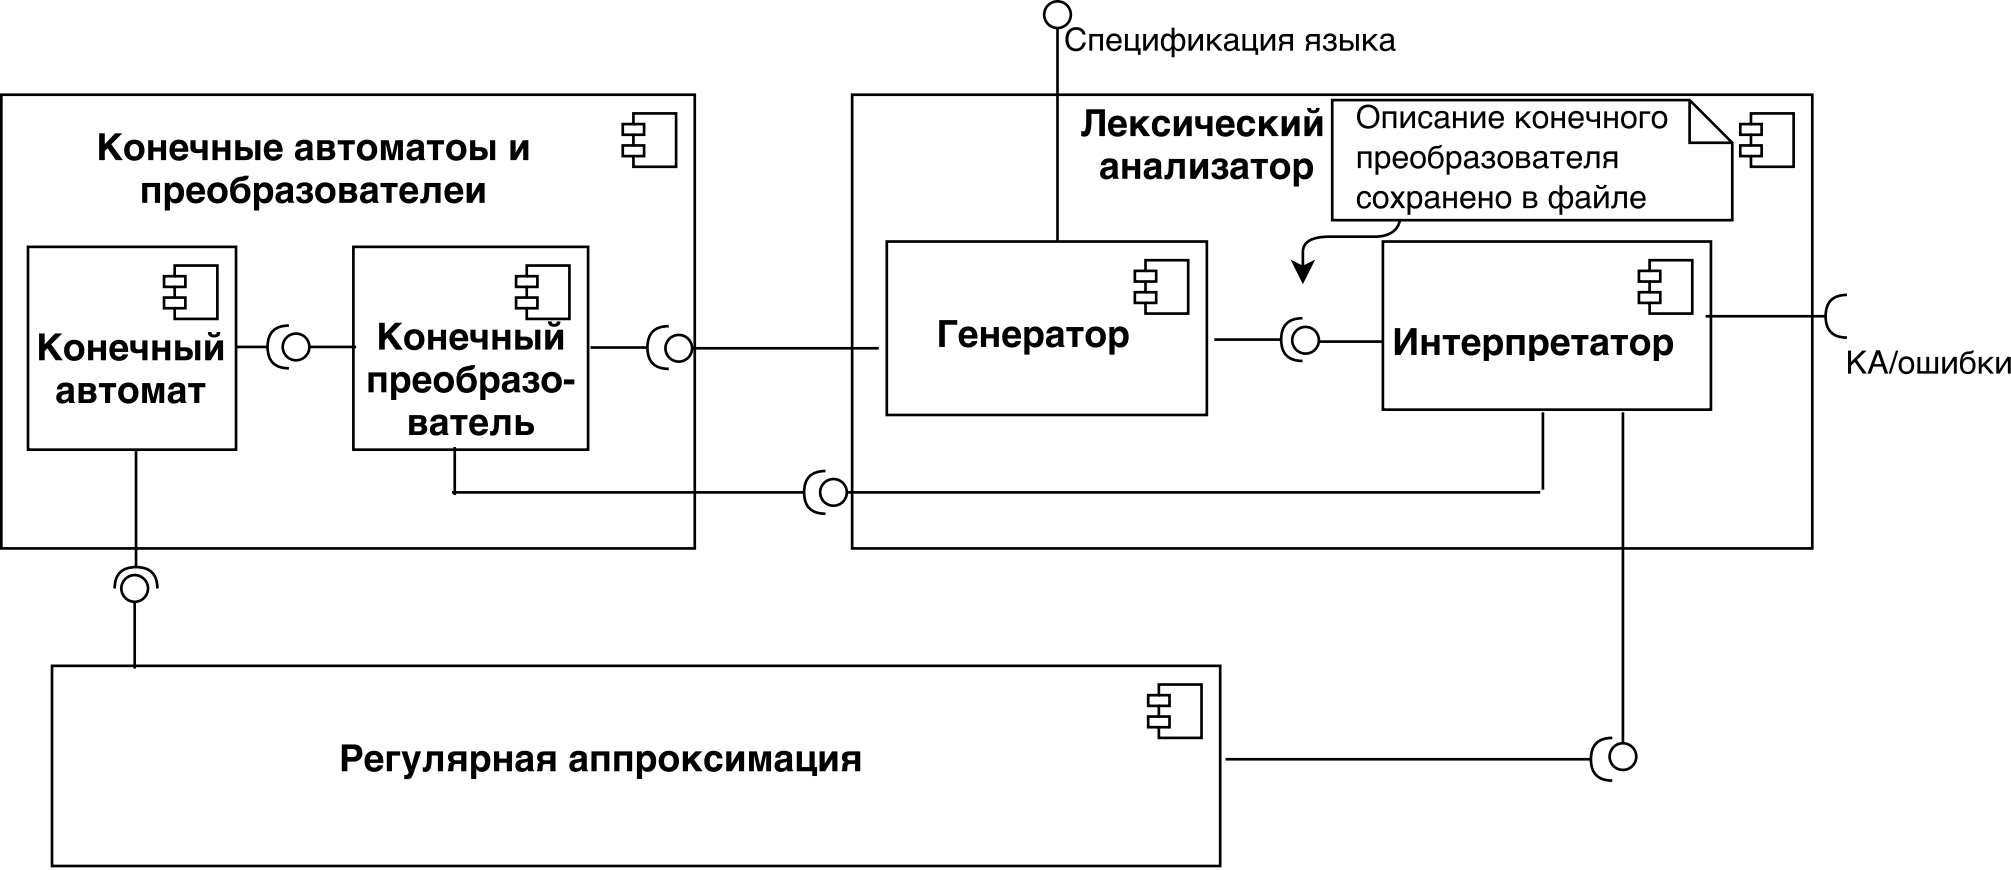 Спецификация языка
Конечные автоматоы и
преобразователеи
Лексический
анализатор
Описание конечного
преобразователя
сохранено в файле
Конечный
автомат
Конечный
преобразо-
ватель
Генератор
Интерпретатор
КА/ошибки
Регулярная аппроксимация